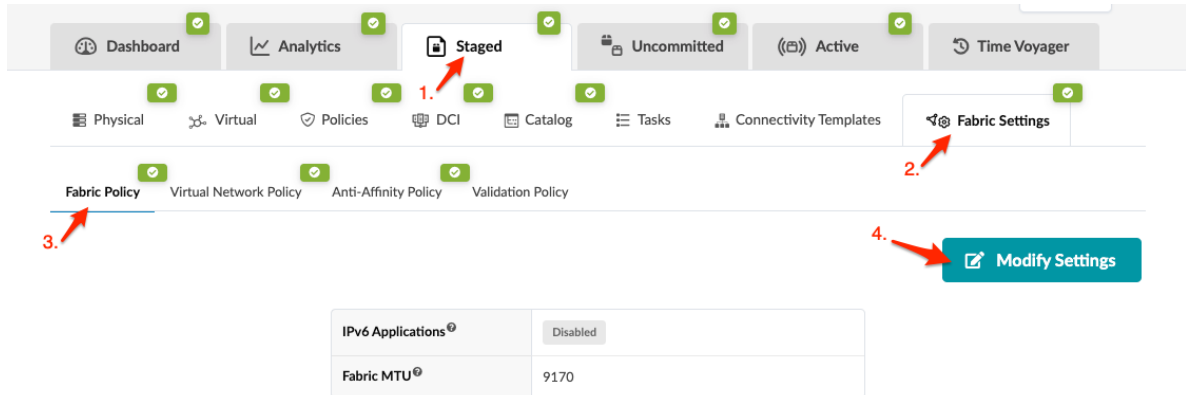 Dashboard Analytics Staged Uncommitted Active Time Voyager
1.
Physical Virtual Policies DCI Catalog Tasks Connectivity Templates Fabric Settings
2.
Fabric Policy Virtual Network Policy Anti-Affinity Policy Validation Policy
3.
4.
Modify Settings
IPv6 Applications Disabled
Fabric MTU 9170